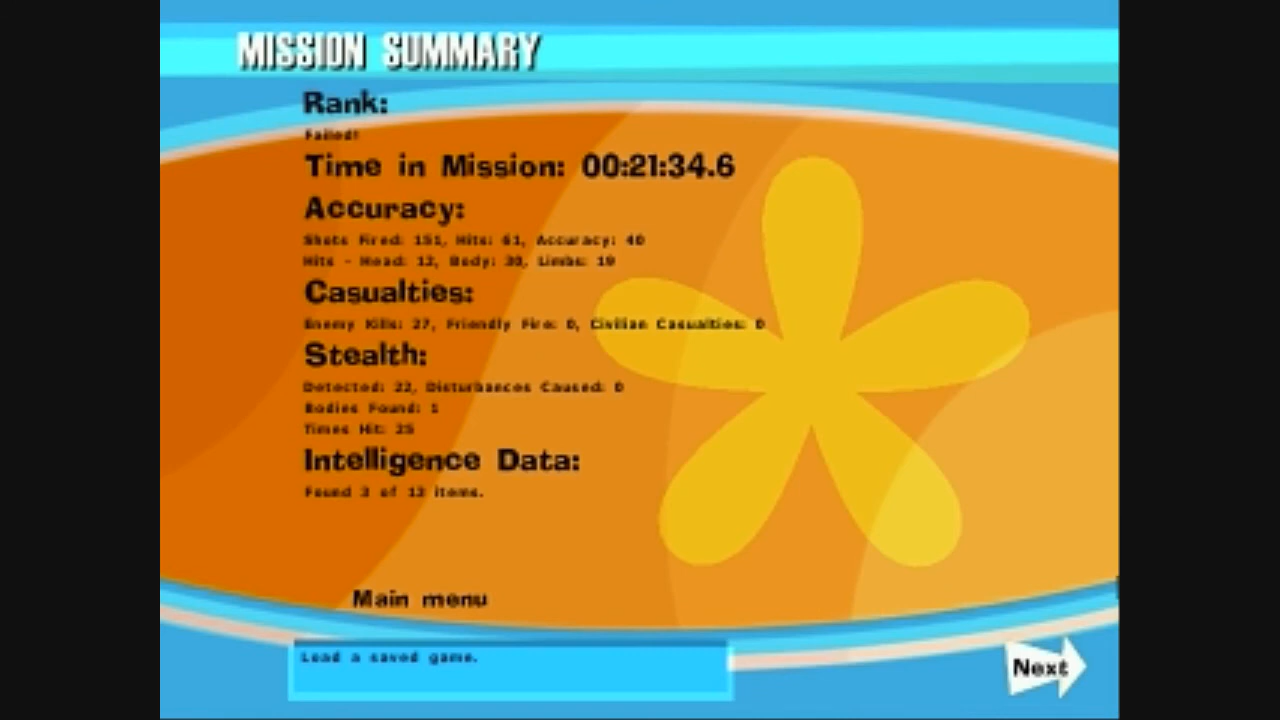 MISSION SUMMARY
Rank:
Failed!
Time in Mission: 00:21:34.6
Accuracy:
Shots Fired: 151, Hits: 61, Accuracy: 40
Hits - Head: 12, Body: 30, Limbs: 19
Casualties:
Enemy Kills: 27, Friendly Fire: 0, Civilian Casualties: 0
Stealth:
Detected: 22, Disturbances Caused: 0
Bodies Found: 1
Times Hit: 25
Intelligence Data:
Found 3 of 12 items.
Main menu
Load a saved game.
Next